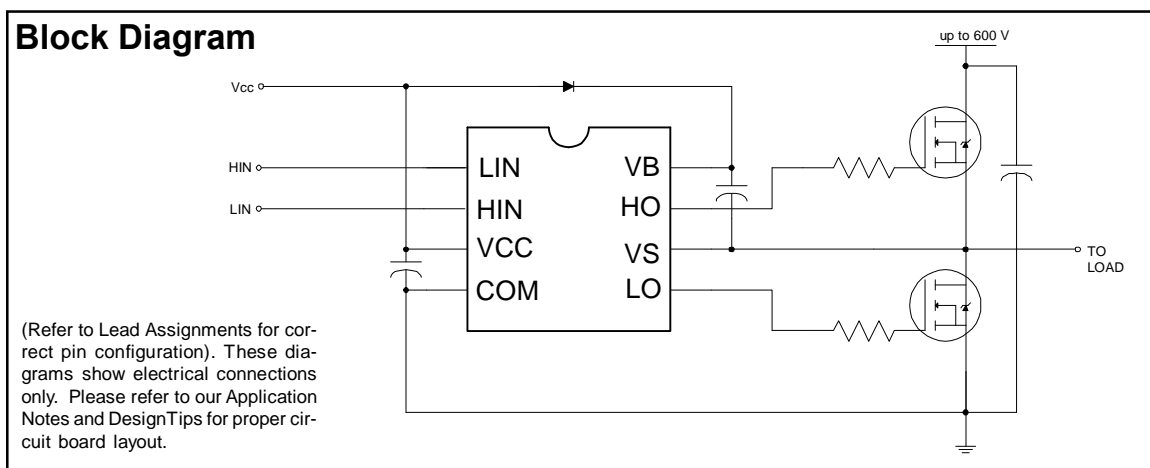 Block Diagram
up to 600 V
Vcc
HIN
LIN
LIN
HIN
VCC
COM
VB
HO
VS
LO
TO
LOAD
(Refer to Lead Assignments for cor-
rect pin configuration). These dia-
grams show electrical connections
only. Please refer to our Application
Notes and DesignTips for proper cir-
cuit board layout.